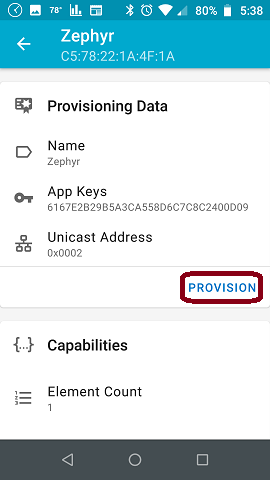 78° 80% 5:38
Zephyr
C5:78:22:1A:4F:1A
Provisioning Data
Name
Zephyr
App Keys
6167E2B29B5A3CA558D6C7C8C2400D09
Unicast Address
0x0002
PROVISION
{...} Capabilities
Element Count
1